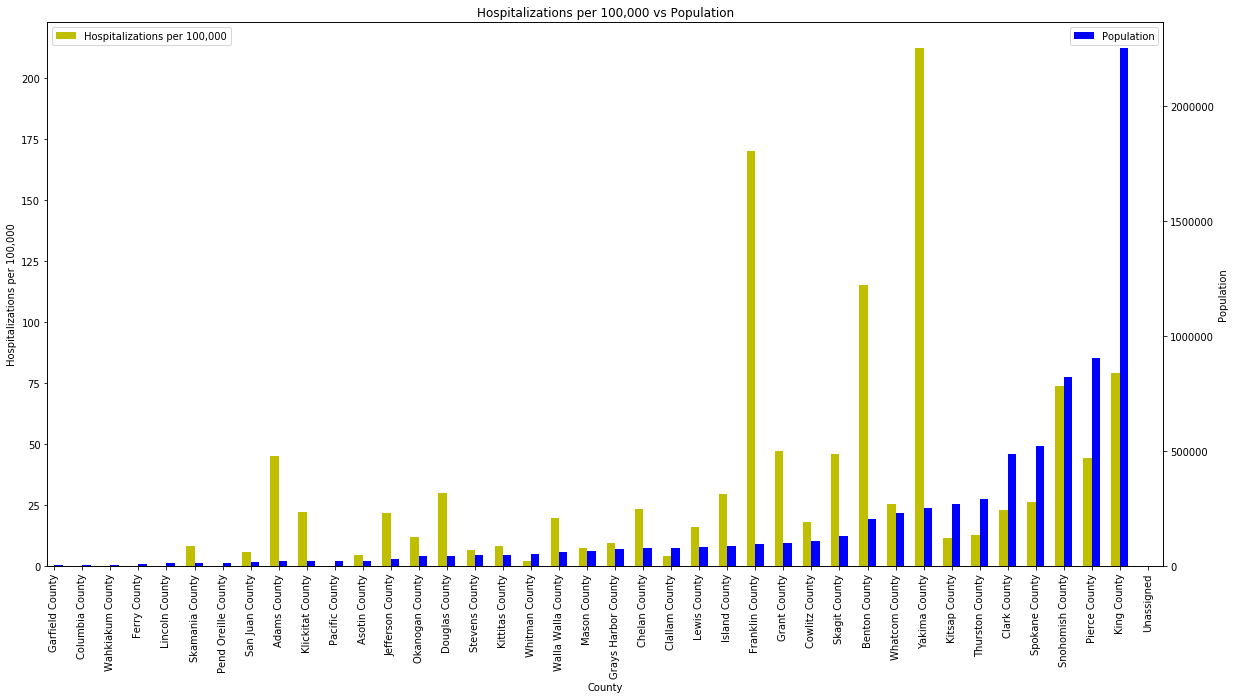 Hospitalizations per 100,000 vs Population
Hospitalizations per 100,000
Population
200
175
150
125
100
75
50
25
0
Hospitalizations per 100,000
2000000
1500000
1000000
500000
0
Population
Garfield County
Columbia County
Wahkiakum County
Ferry County
Lincoln County
Skamania County
Pend Oreille County
San Juan County
Adams County
Klickitat County
Pacific County
Asotin County
Jefferson County
Okanogan County
Douglas County
Stevens County
Kittitas County
Whitman County
Walla Walla County
Mason County
Grays Harbor County
Chelan County
Clallam County
Lewis County
Island County
Franklin County
Grant County
Cowlitz County
Skagit County
Benton County
Whatcom County
Yakima County
Kitsap County
Thurston County
Clark County
Spokane County
Snohomish County
Pierce County
King County
Unassigned
County